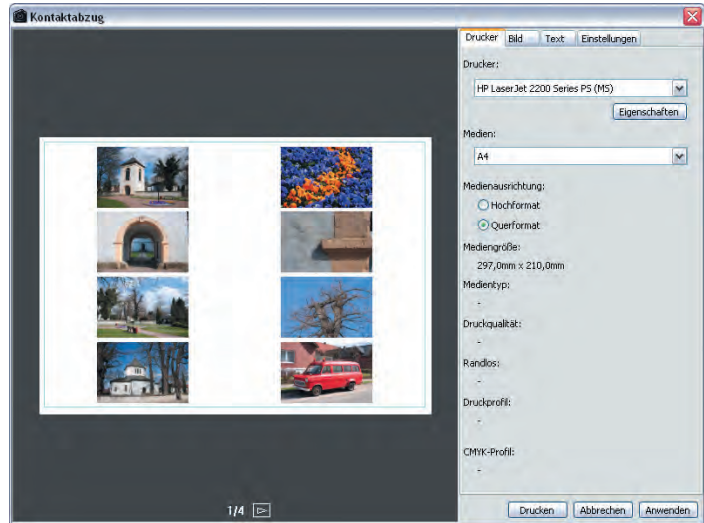 Kontaktabzug
Drucker Bild Text Einstellungen
Drucker:
HP LaserJet 2200 Series PS (MS)
Eigenschaften
Medien:
A4
Medienausrichtung:
Hochformat
Querformat
Mediengröße:
297,0mm x 210,0mm
Medientyp:
-
Druckqualität:
-
Randlos:
-
Druckprofil:
-
CMYK-Profil:
-
1/4
Drucken Abbrechen Anwenden